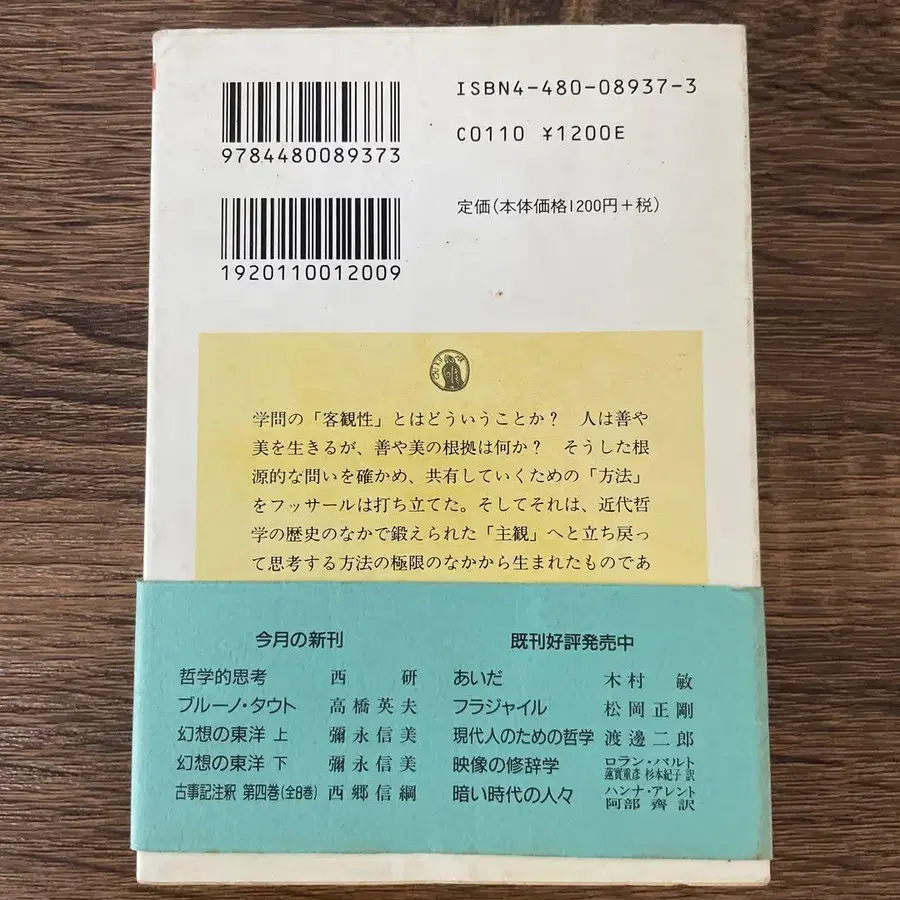 ISBN4-480-08937-3
C0110 ¥1200E
9784480089373
定価(本体価格1200円+税)
1920110012009
学問の「客観性」とはどういうことか？ 人は善や
美を生きるが、善や美の根拠は何か？ そうした根
源的な問いを確かめ、共有していくための「方法」
をフッサールは打ち立てた。そしてそれは、近代哲
学の歴史のなかで鍛えられた「主観」へと立ち戻っ
て思考する方法の極限のなかから生まれたものであ
今月の新刊
哲学的思考 西 研
ブルーノ・タウト 高橋英夫
幻想の東洋 上 彌永信美
幻想の東洋 下 彌永信美
古事記注釈 第四巻(全8巻) 西郷信綱
既刊好評発売中
あいだ 木村 敏
フラジャイル 松岡正剛
現代人のための哲学 渡邊二郎
映像の修辞学 ロラン・バルト
蓮實重彦 杉本紀子 訳
暗い時代の人々 ハンナ・アレント
阿部齊訳